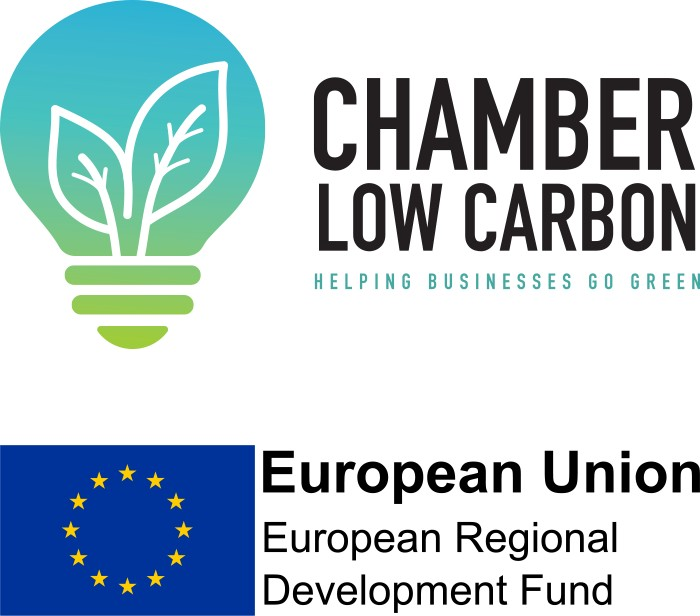 CHAMBER
LOW CARBON
HELPING BUSINESSES GO GREEN
European Union
European Regional
Development Fund